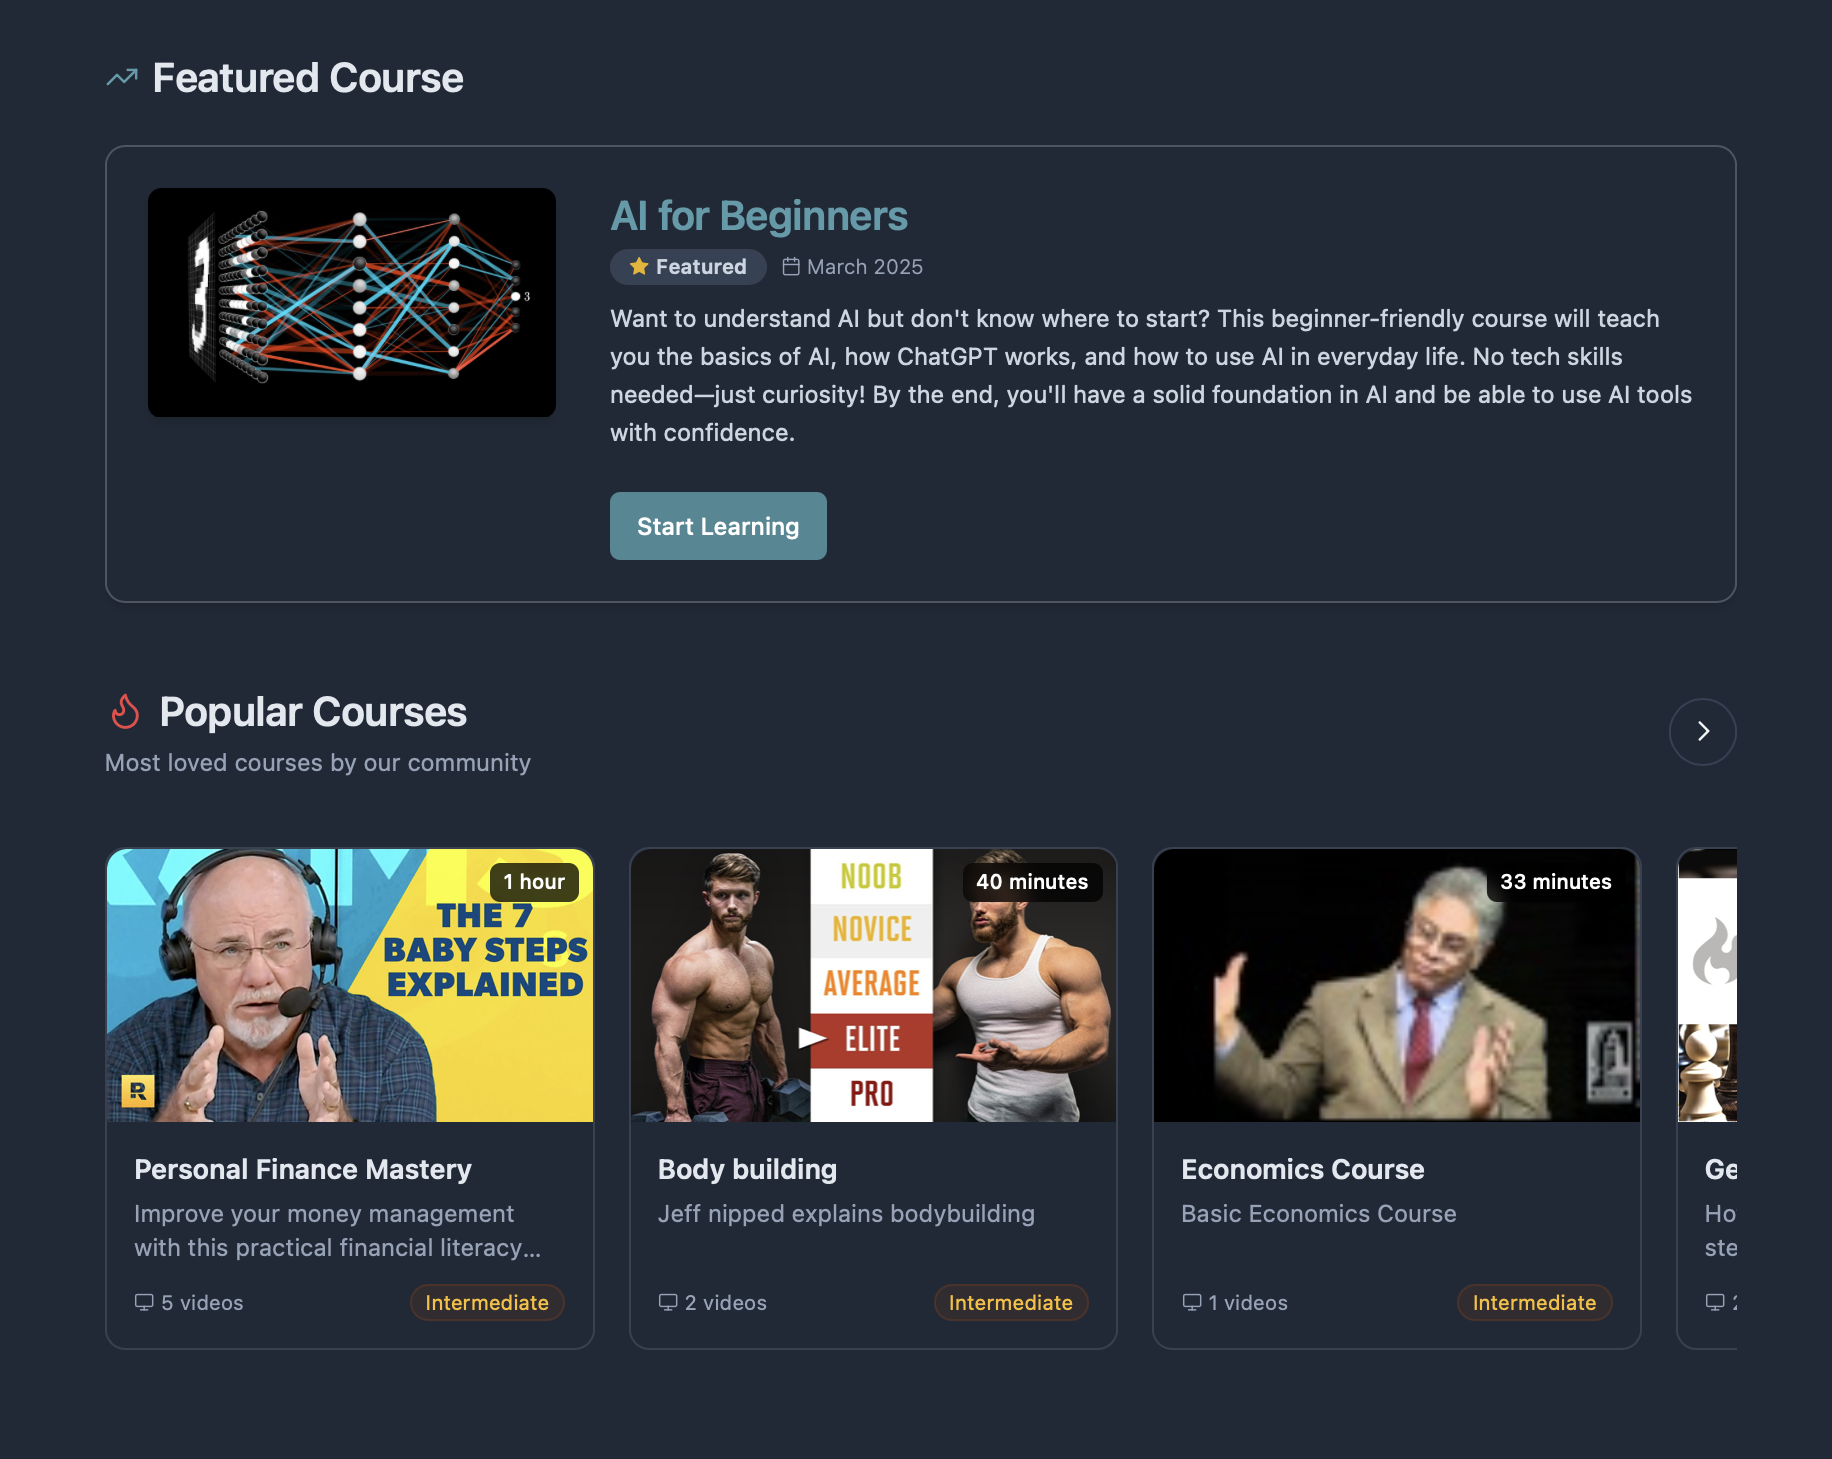 Featured Course
3
AI for Beginners
Featured
March 2025
Want to understand AI but don't know where to start? This beginner-friendly course will teach
you the basics of AI, how ChatGPT works, and how to use AI in everyday life. No tech skills
needed—just curiosity! By the end, you'll have a solid foundation in AI and be able to use AI tools
with confidence.
Start Learning
Popular Courses
Most loved courses by our community
1 hour
THE 7
BABY STEPS
EXPLAINED
R
Personal Finance Mastery
Improve your money management
with this practical financial literacy...
5 videos
Intermediate
40 minutes
NOOB
NOVICE
AVERAGE
ELITE
PRO
Body building
Jeff nipped explains bodybuilding
2 videos
Intermediate
33 minutes
Economics Course
Basic Economics Course
1 videos
Intermediate
Ge
Ho
ste